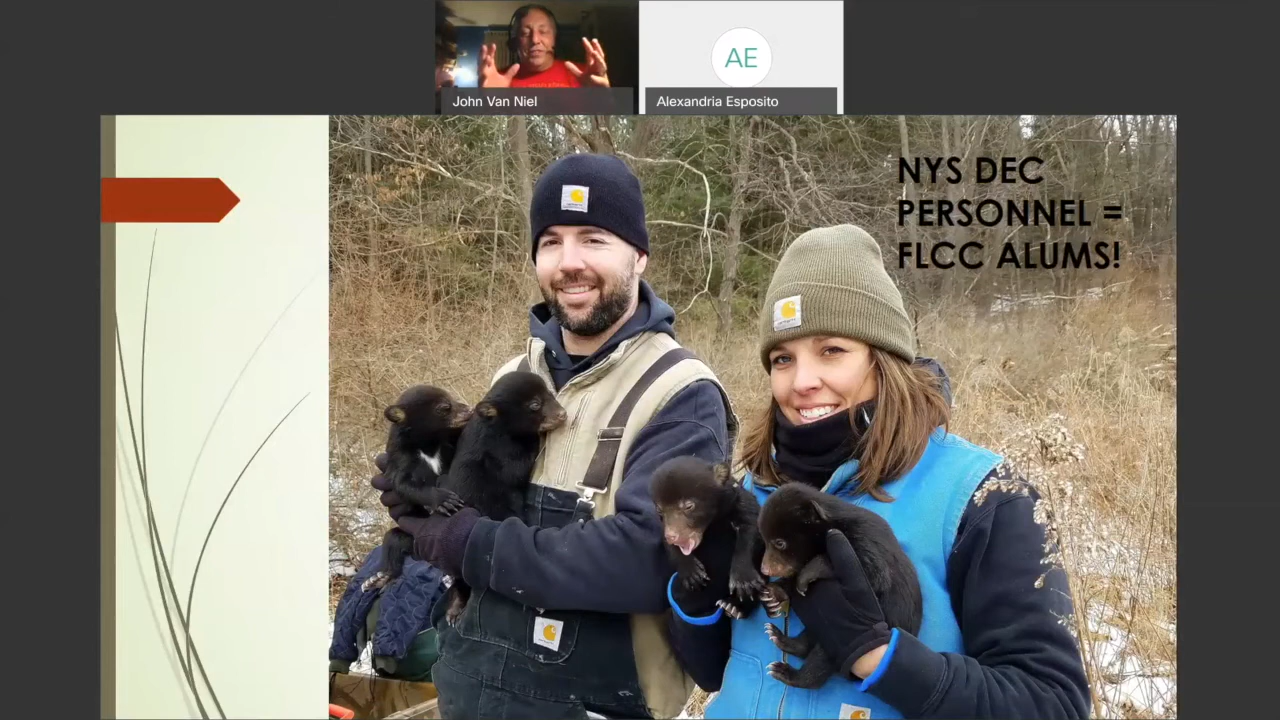 John Van Niel
AE
Alexandria Esposito
NYS DEC
PERSONNEL =
FLCC ALUMS!